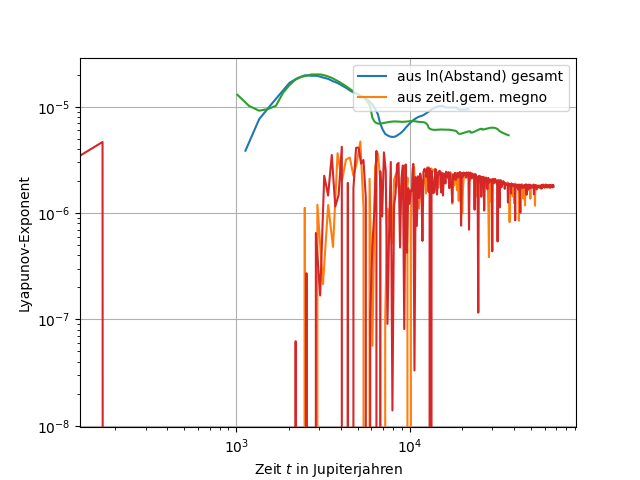 aus ln(Abstand) gesamt
aus zeitl.gem. megno
10⁻⁵
10⁻⁶
10⁻⁷
10⁻⁸
Lyapunov-Exponent
10³
10⁴
Zeit t in Jupiterjahren